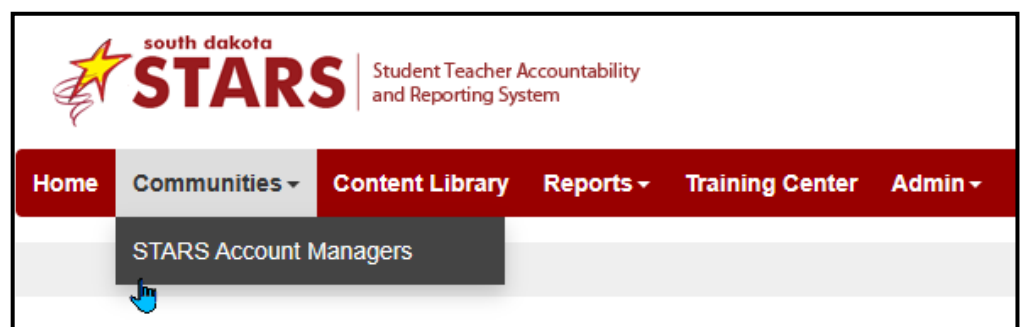 south dakota
STARS
Student Teacher Accountability
and Reporting System
Home Communities Content Library Reports Training Center Admin
STARS Account Managers